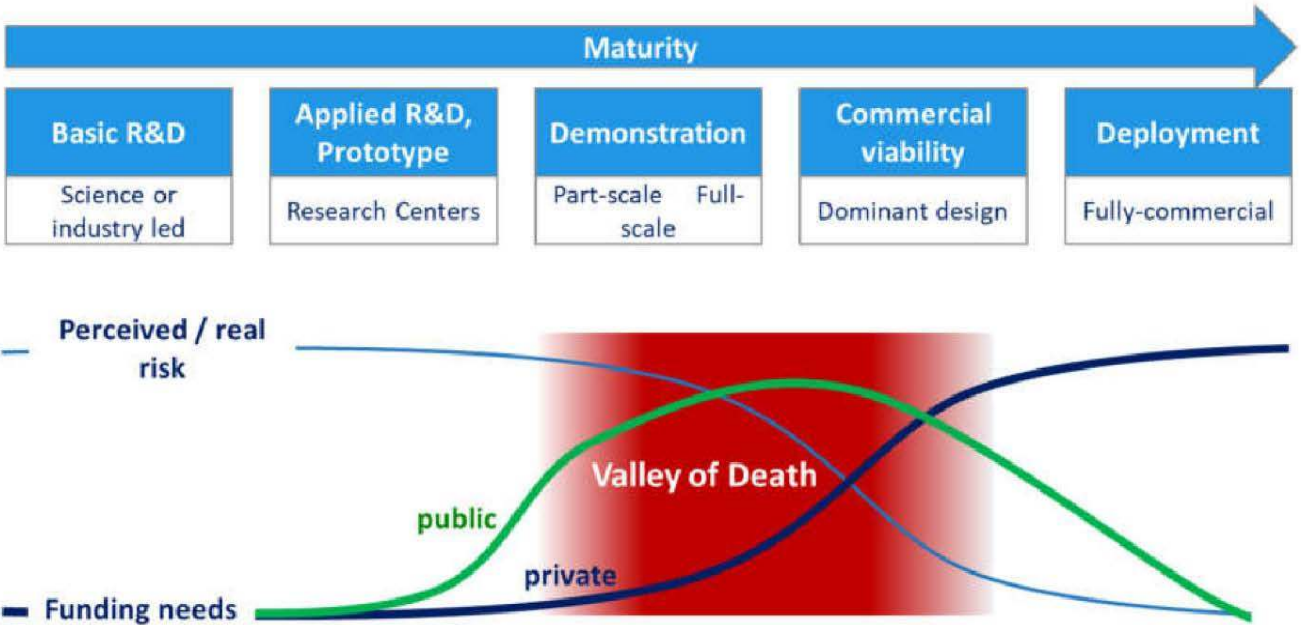 Maturity
Basic R&D
Science or
industry led
Applied R&D,
Prototype
Research Centers
Demonstration
Part-scale Full-
scale
Commercial
viability
Dominant design
Deployment
Fully-commercial
Perceived / real
risk
Valley of Death
public
private
Funding needs